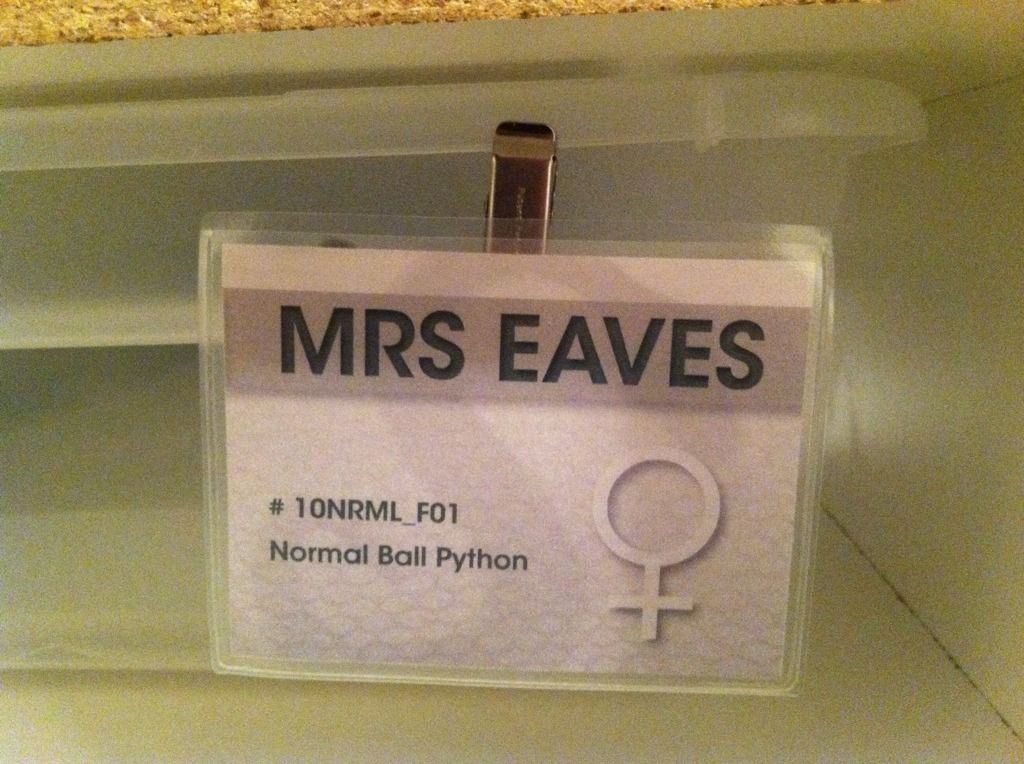 MRS EAVES
# 10NRML_F01
Normal Ball Python